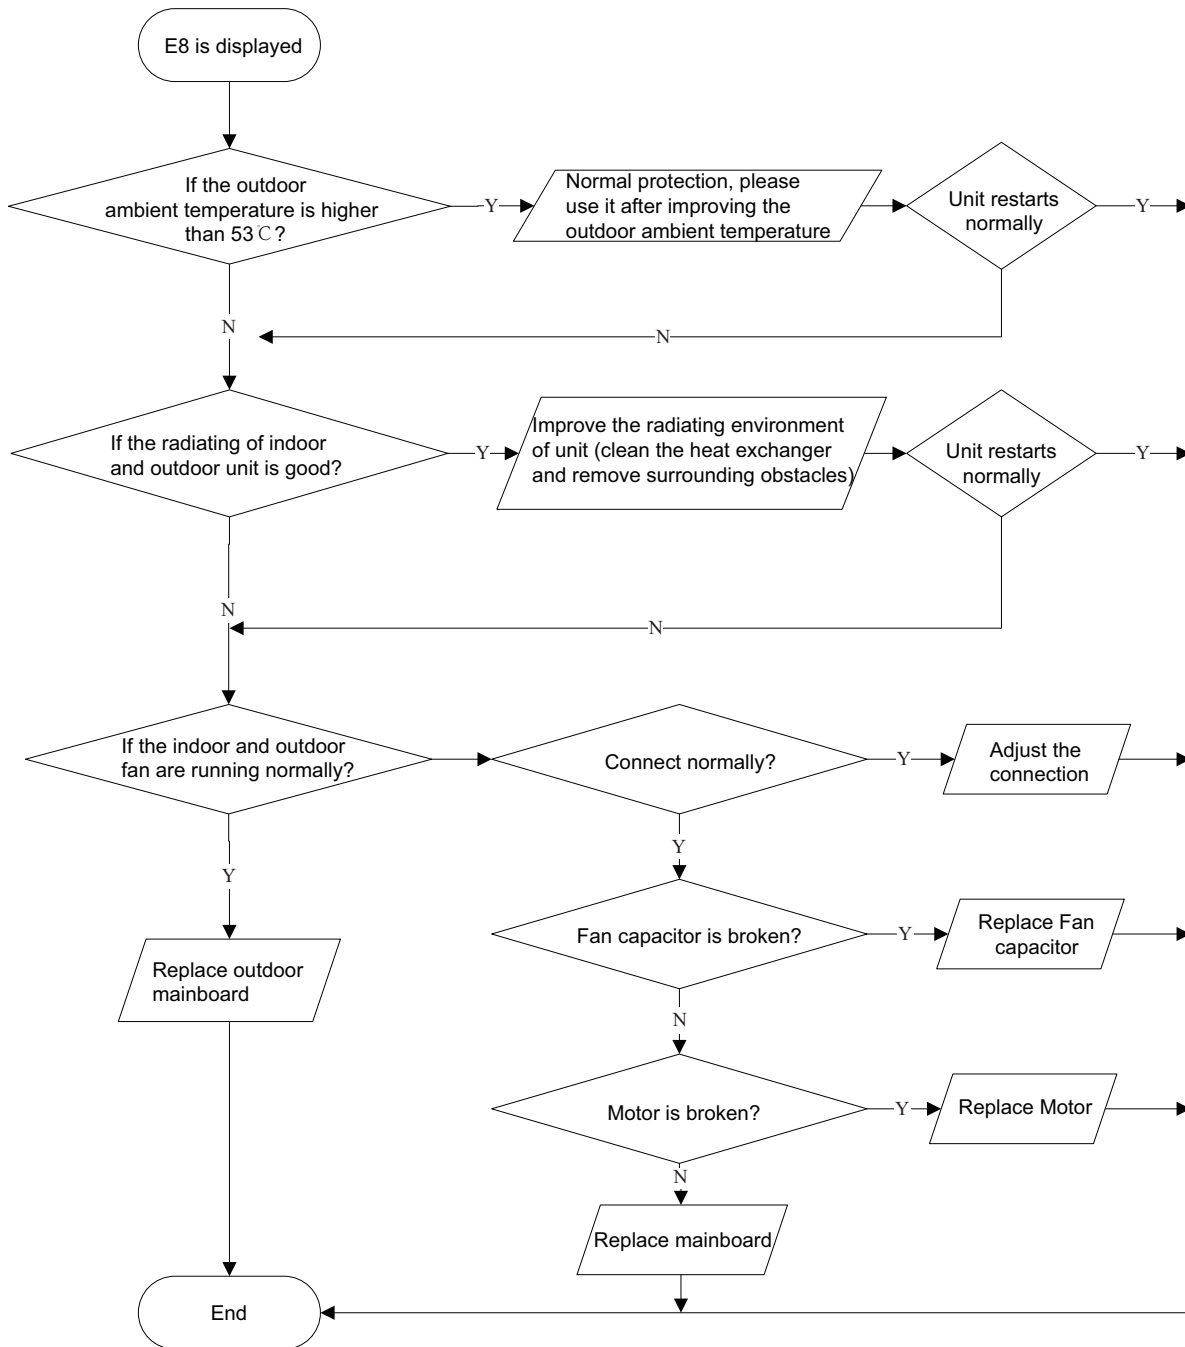 E8 is displayed
If the outdoor
ambient temperature is higher
than 53℃?
Y
Normal protection, please
use it after improving the
outdoor ambient temperature
Unit restarts
normally
Y
N
N
If the radiating of indoor
and outdoor unit is good?
Y
Improve the radiating environment
of unit (clean the heat exchanger
and remove surrounding obstacles)
Unit restarts
normally
Y
N
N
If the indoor and outdoor
fan are running normally?
Connect normally?
Y
Adjust the
connection
Y
Y
Fan capacitor is broken?
Y
Replace Fan
capacitor
Replace outdoor
mainboard
N
Motor is broken?
Y
Replace Motor
N
Replace mainboard
End